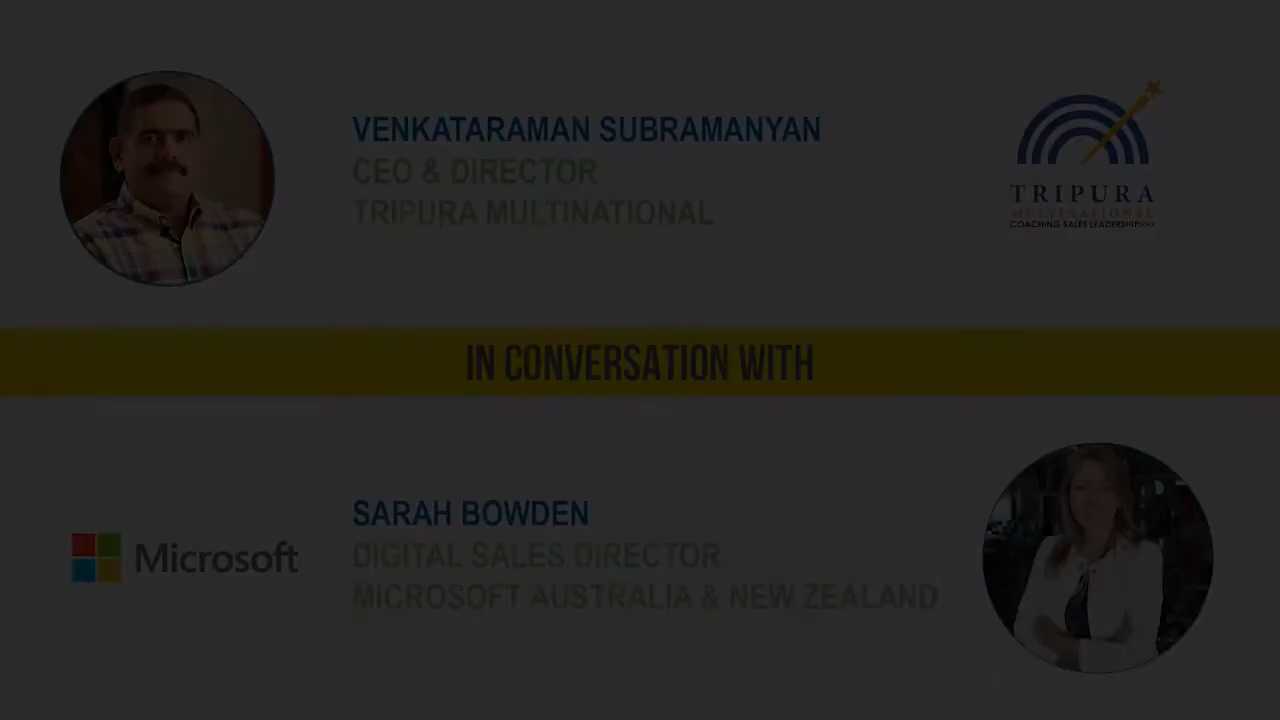 VENKATARAMAN SUBRAMANYAN
CEO & DIRECTOR
TRIPURA MULTINATIONAL
TRIPURA
MULTINATIONAL
COACHING SALES LEADERSHIP>>>
IN CONVERSATION WITH
Microsoft
SARAH BOWDEN
DIGITAL SALES DIRECTOR
MICROSOFT AUSTRALIA & NEW ZEALAND